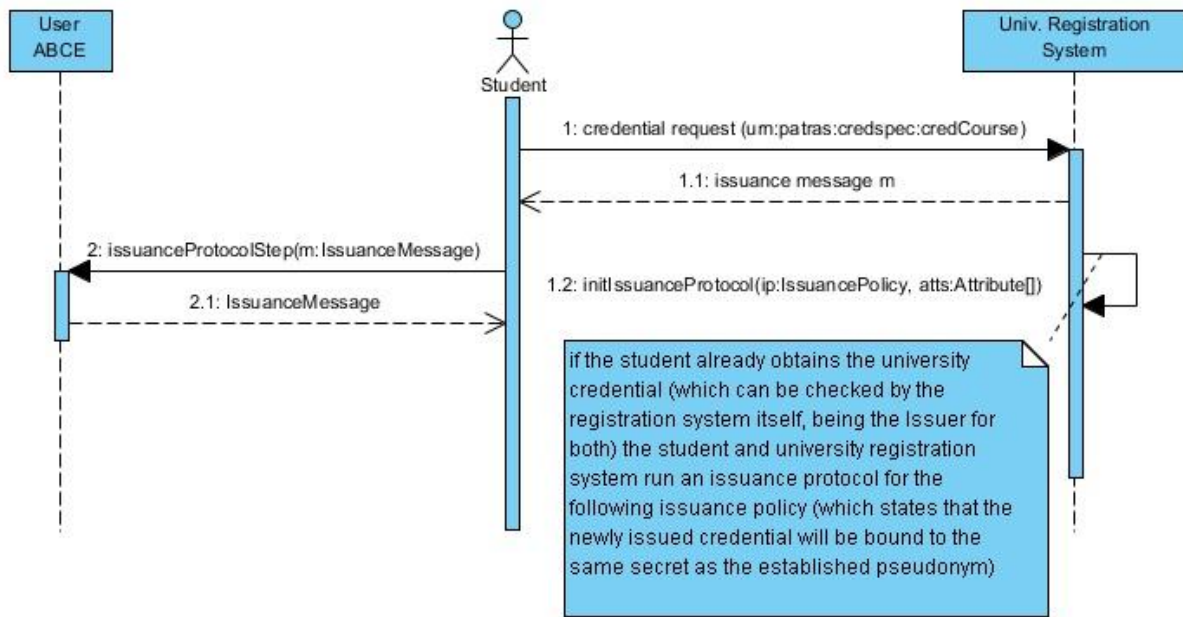 User
ABCE
Student
Univ. Registration
System
1: credential request (urn:patras:credspec:credCourse)
1.1: issuance message m
2: issuanceProtocolStep(m:IssuanceMessage)
2.1: IssuanceMessage
1.2: initIssuanceProtocol(ip:IssuancePolicy, atts:Attribute[])
if the student already obtains the university
credential (which can be checked by the
registration system itself, being the Issuer for
both) the student and university registration
system run an issuance protocol for the
following issuance policy (which states that the
newly issued credential will be bound to the
same secret as the established pseudonym)